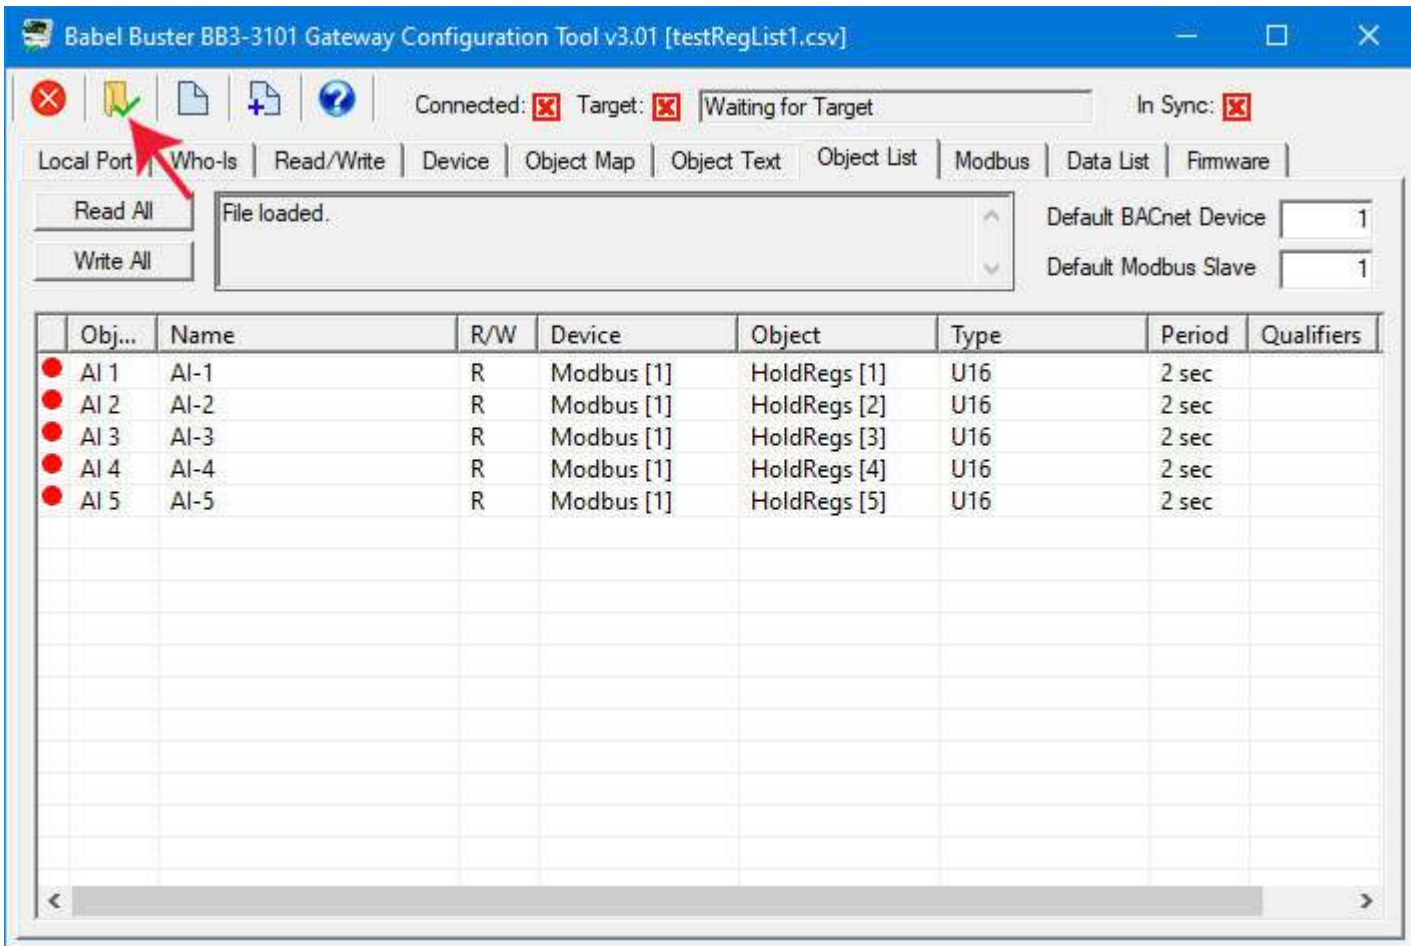 Babel Buster BB3-3101 Gateway Configuration Tool v3.01 [testRegList1.csv]
Connected: Target: Waiting for Target In Sync:
Local Port Who-Is Read/Write Device Object Map Object Text Object List Modbus Data List Firmware
Read All File loaded. Default BACnet Device 1
Write All Default Modbus Slave 1
Obj... Name R/W Device Object Type Period Qualifiers
AI 1 AI-1 R Modbus [1] HoldRegs [1] U16 2 sec
AI 2 AI-2 R Modbus [1] HoldRegs [2] U16 2 sec
AI 3 AI-3 R Modbus [1] HoldRegs [3] U16 2 sec
AI 4 AI-4 R Modbus [1] HoldRegs [4] U16 2 sec
AI 5 AI-5 R Modbus [1] HoldRegs [5] U16 2 sec